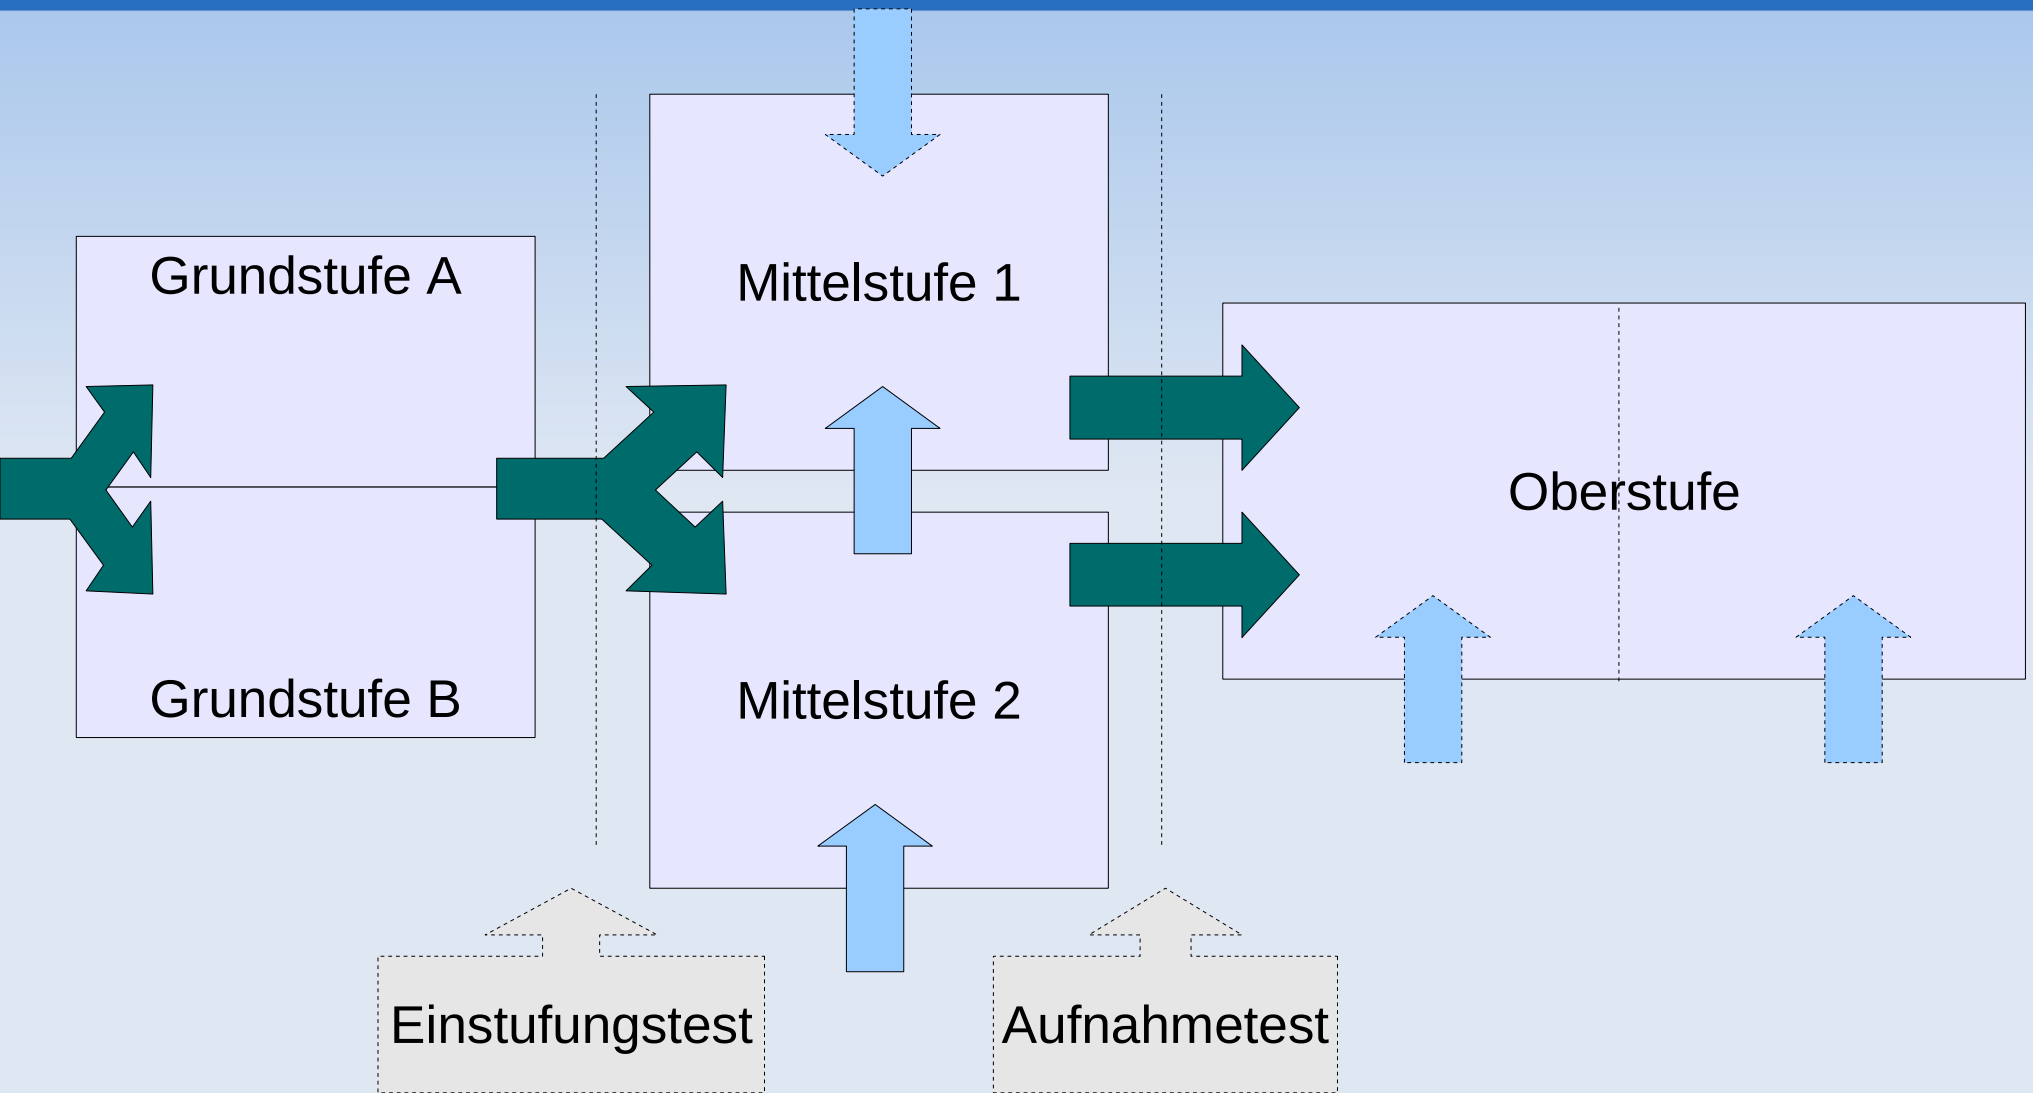 Grundstufe A
Mittelstufe 1
Oberstufe
Grundstufe B
Mittelstufe 2
Einstufungstest
Aufnahmetest